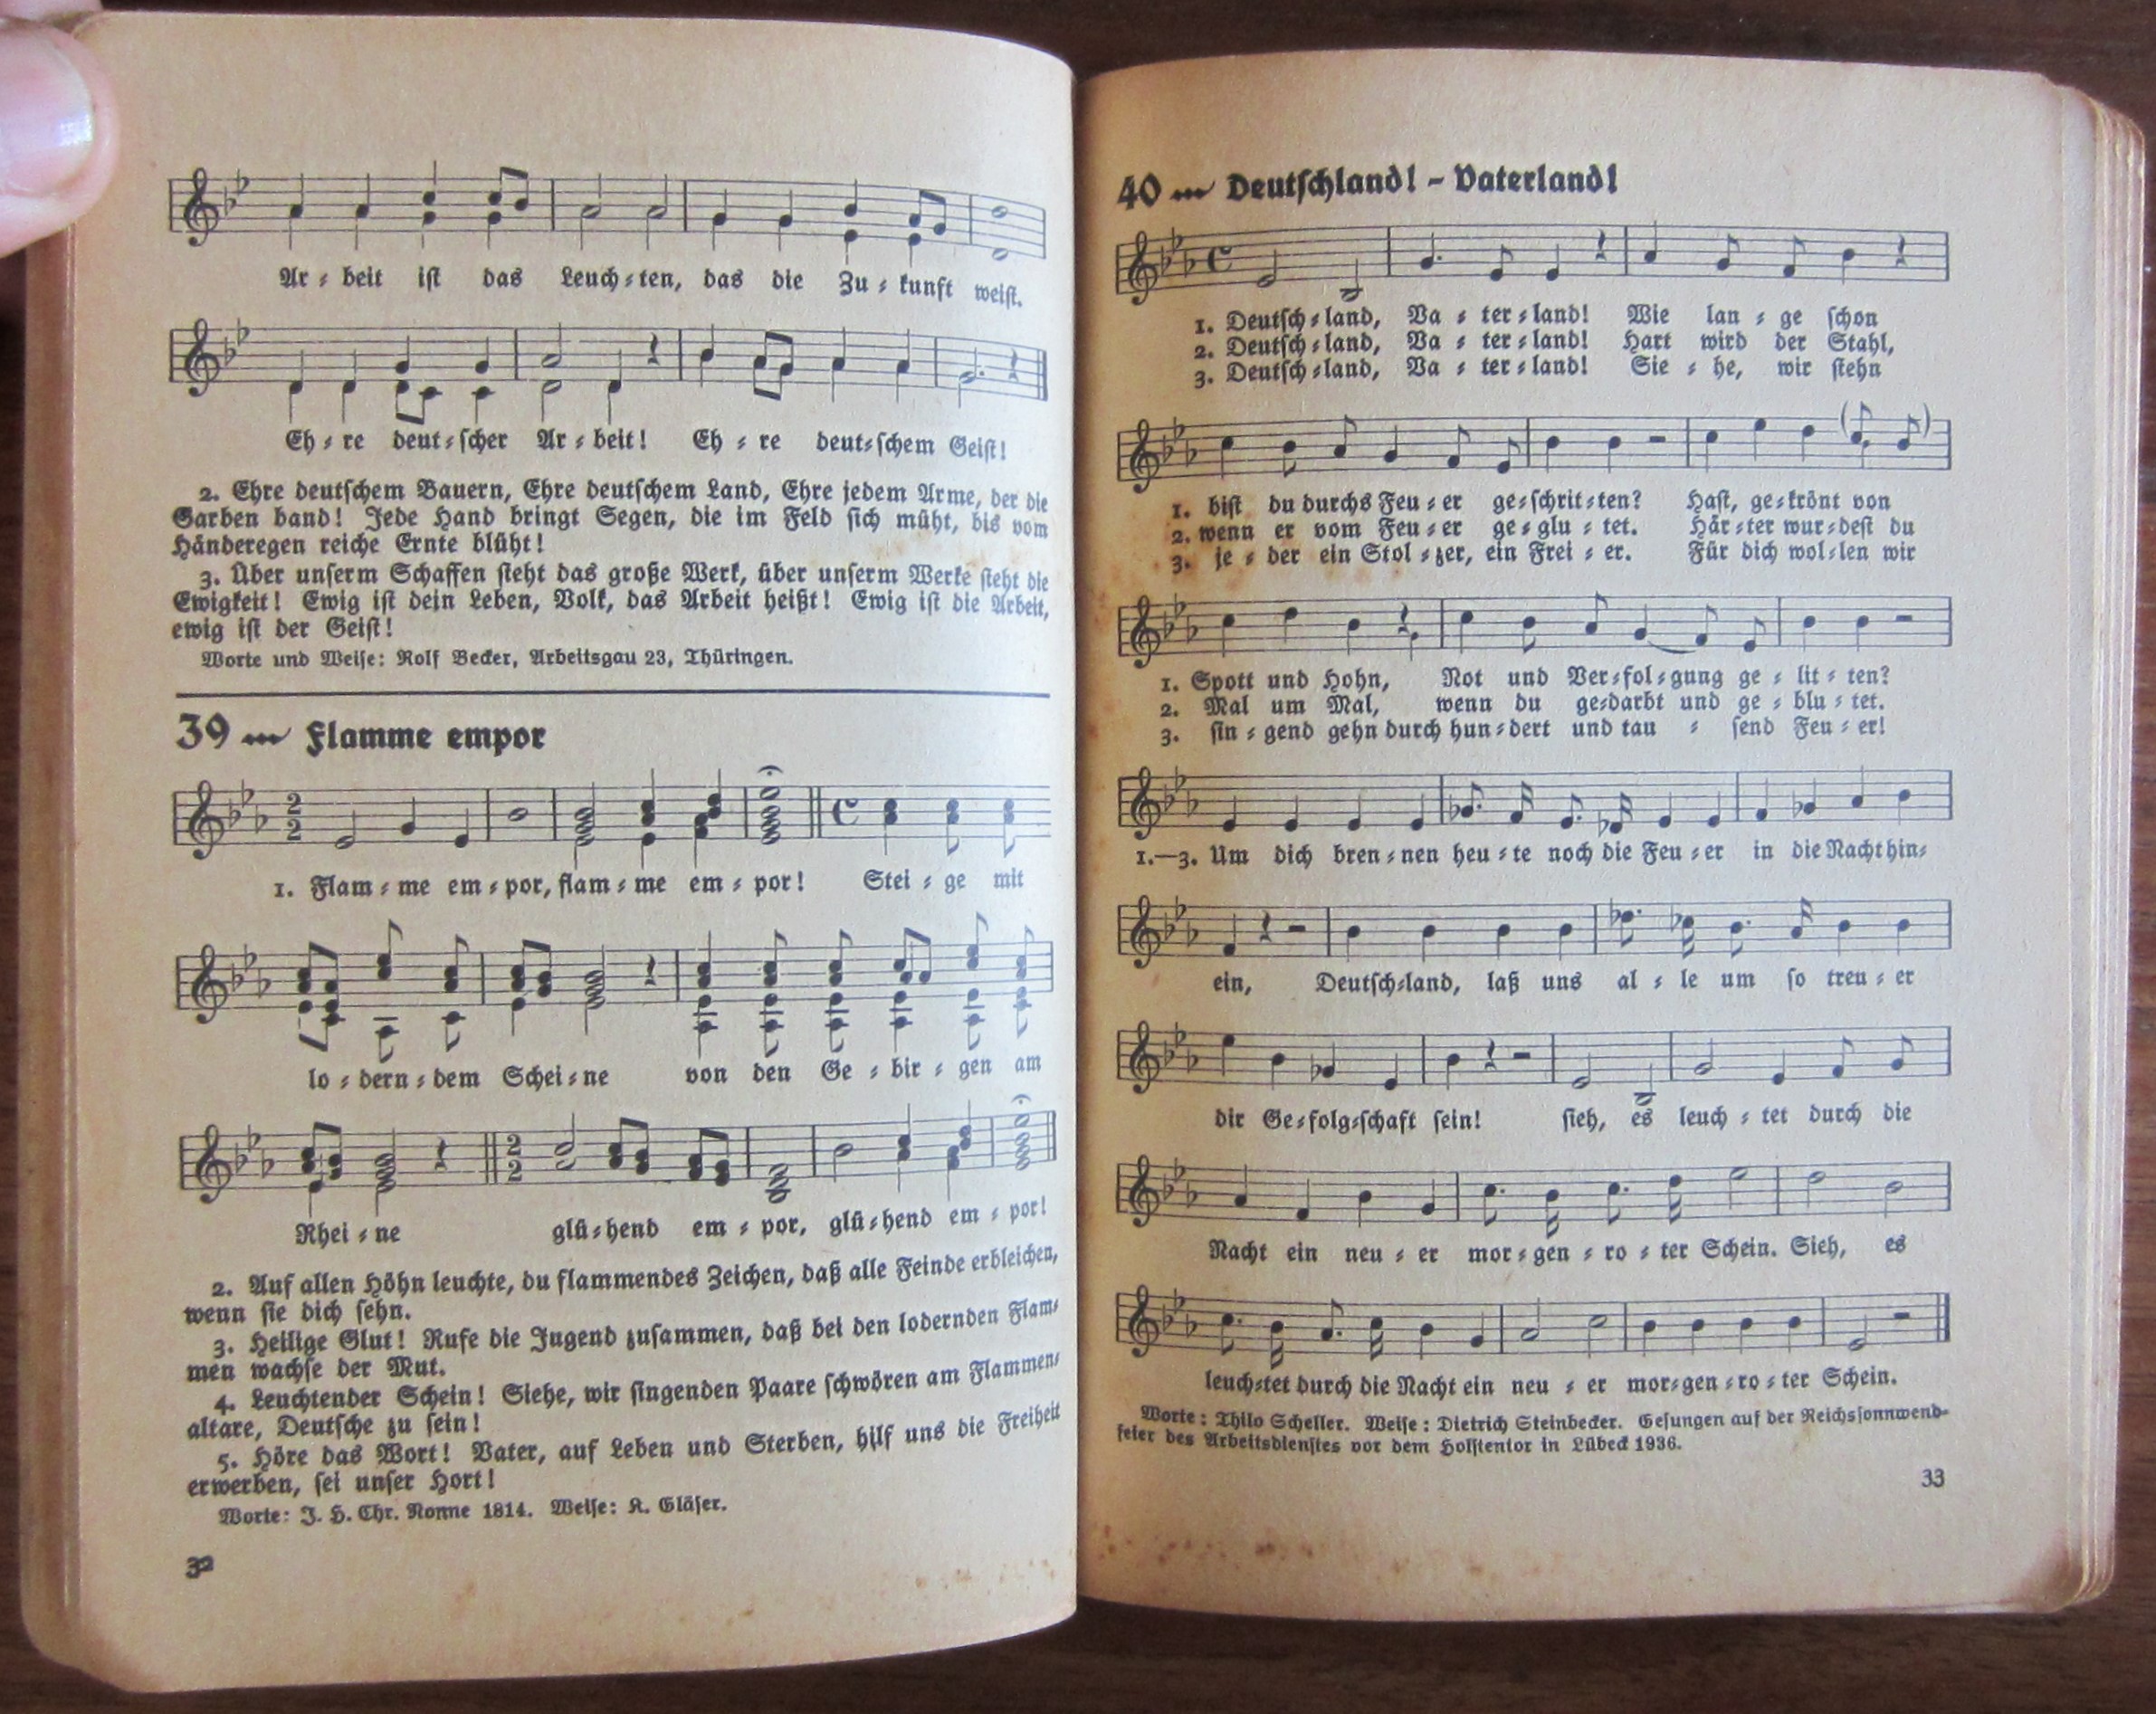 Ar⸗beit ist das Leuch⸗ten, das die Zu⸗kunft weist.
Eh⸗re deut⸗scher Ar⸗beit! Eh⸗re deut⸗schem Geist!
2. Ehre deutschem Bauern, Ehre deutschem Land, Ehre jedem Arme, der die
Garben band! Jede Hand bringt Segen, die im Feld sich müht, bis vom
Händeregen reiche Ernte blüht!
3. Über unserm Schaffen steht das große Werk, über unserm Werke steht die
Ewigkeit! Ewig ist dein Leben, Volk, das Arbeit heißt! Ewig ist die Arbeit,
ewig ist der Geist!
Worte und Weise: Rolf Becker, Arbeitsgau 23, Thüringen.
39 Flamme empor
2
2
1. Flam⸗me em⸗por, flam⸗me em⸗por! Stei⸗ge mit
lo⸗dern⸗dem Schei⸗ne von den Ge⸗bir⸗gen am
2
2
Rhei⸗ne glü⸗hend em⸗por, glü⸗hend em⸗por!
2. Auf allen Höhn leuchte, du flammendes Zeichen, daß alle Feinde erbleichen,
wenn sie dich sehn.
3. Heilige Glut! Rufe die Jugend zusammen, daß bei den lodernden Flam⸗
men wachse der Mut.
4. Leuchtender Schein! Siehe, wir singenden Paare schwören am Flammen⸗
altare, Deutsche zu sein!
5. Höre das Wort! Vater, auf Leben und Sterben, hilf uns die Freiheit
erwerben, sei unser Hort!
Worte: J. H. Chr. Nonne 1814. Weise: K. Gläser.
32
40 Deutschland! - Vaterland!
1. Deutsch⸗land, Va⸗ter⸗land! Wie lan⸗ge schon
2. Deutsch⸗land, Va⸗ter⸗land! Hart wird der Stahl,
3. Deutsch⸗land, Va⸗ter⸗land! Sie⸗he, wir stehn
1. bist du durchs Feu⸗er ge⸗schrit⸗ten? Hast, ge⸗krönt von
2. wenn er vom Feu⸗er ge⸗glu⸗tet. Här⸗ter wur⸗dest du
3. je⸗der ein Stol⸗zer, ein Frei⸗er. Für dich wol⸗len wir
1. Spott und Hohn, Not und Ver⸗fol⸗gung ge⸗lit⸗ten?
2. Mal um Mal, wenn du ge⸗darbt und ge⸗blu⸗tet.
3. sin⸗gend gehn durch hun⸗dert und tau⸗send Feu⸗er!
1.—3. Um dich bren⸗nen heu⸗te noch die Feu⸗er in die Nacht hin⸗
ein, Deutsch⸗land, laß uns al⸗le um so treu⸗er
dir Ge⸗folg⸗schaft sein! sieh, es leuch⸗tet durch die
Nacht ein neu⸗er mor⸗gen⸗ro⸗ter Schein. Sieh, es
leuch⸗tet durch die Nacht ein neu⸗er mor⸗gen⸗ro⸗ter Schein.
Worte: Thilo Scheller. Weise: Dietrich Steinbecker. Gesungen auf der Reichssonnwend⸗
feier des Arbeitsdienstes vor dem Holstentor in Lübeck 1936.
33